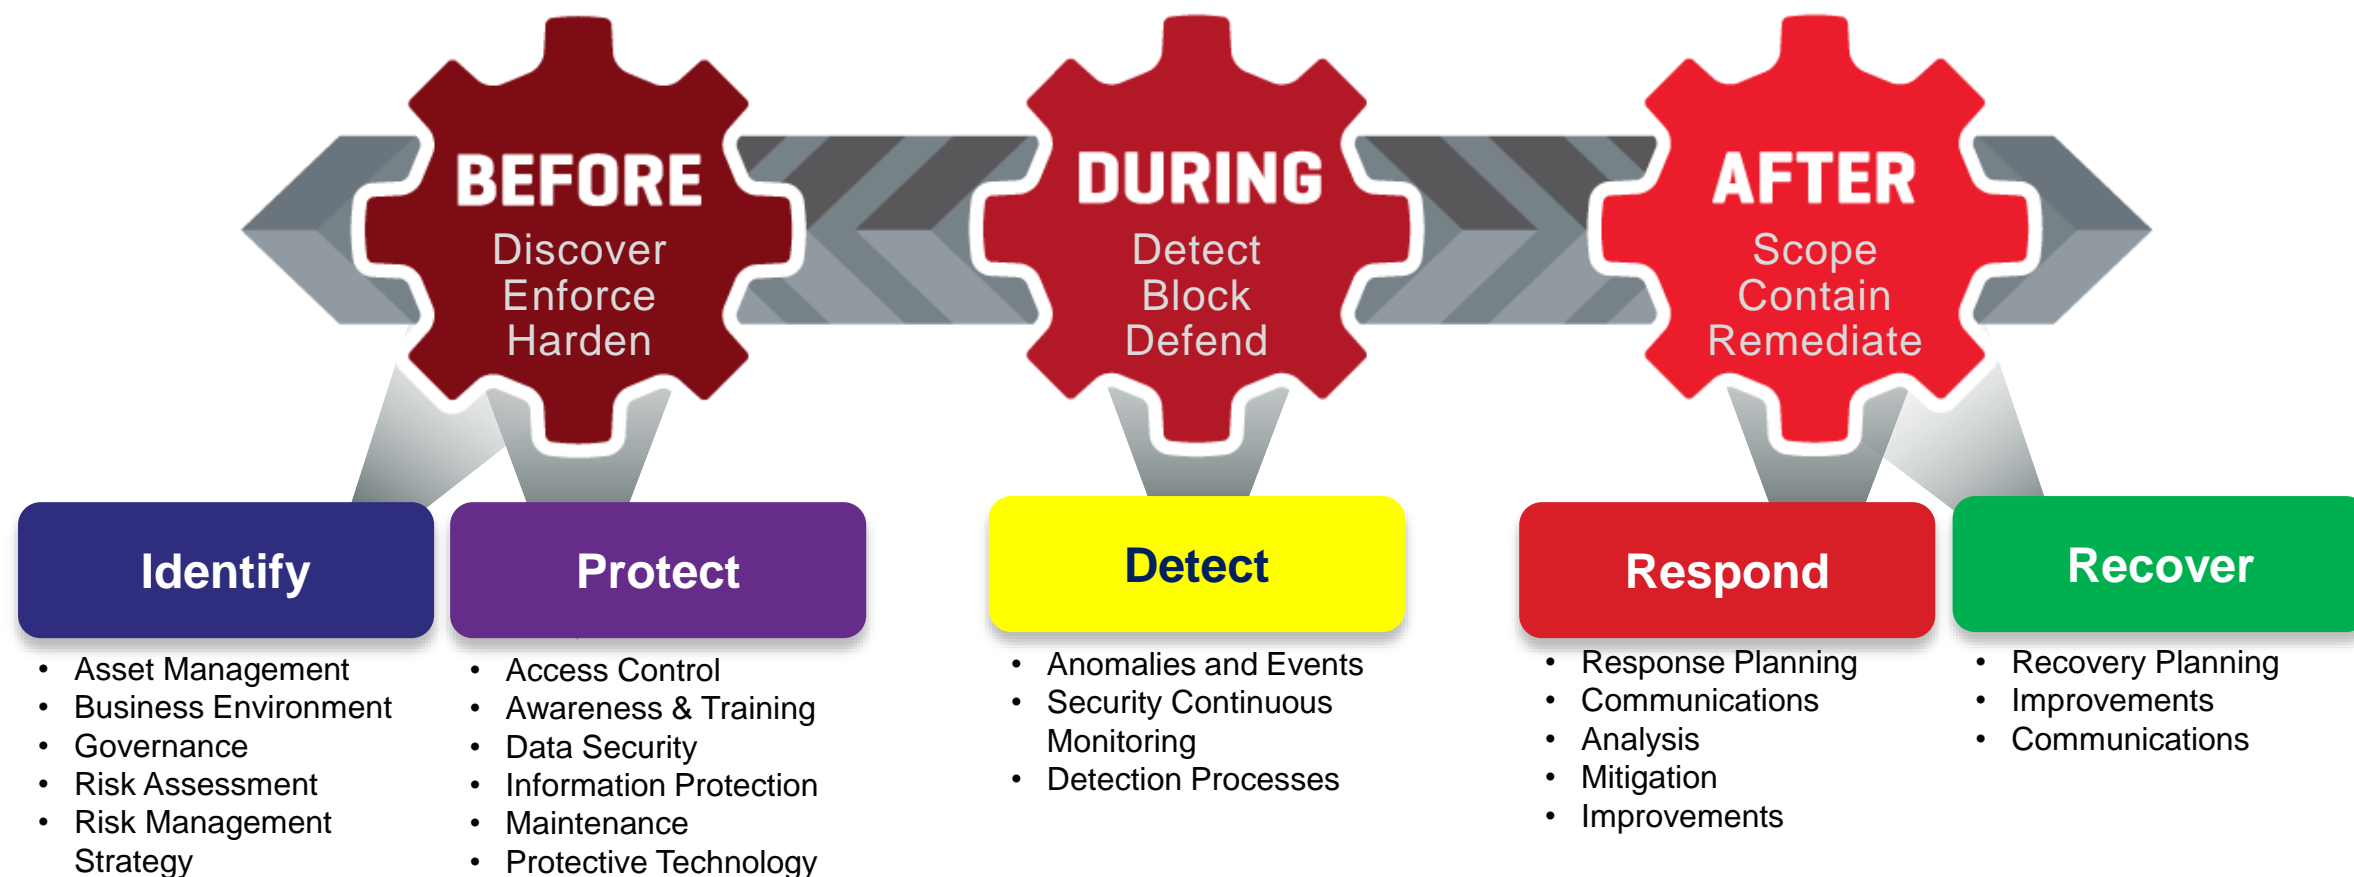 BEFORE
Discover
Enforce
Harden
DURING
Detect
Block
Defend
AFTER
Scope
Contain
Remediate
Identify
• Asset Management
• Business Environment
• Governance
• Risk Assessment
• Risk Management
Strategy
Protect
• Access Control
• Awareness & Training
• Data Security
• Information Protection
• Maintenance
• Protective Technology
Detect
• Anomalies and Events
• Security Continuous
Monitoring
• Detection Processes
Respond
• Response Planning
• Communications
• Analysis
• Mitigation
• Improvements
Recover
• Recovery Planning
• Improvements
• Communications